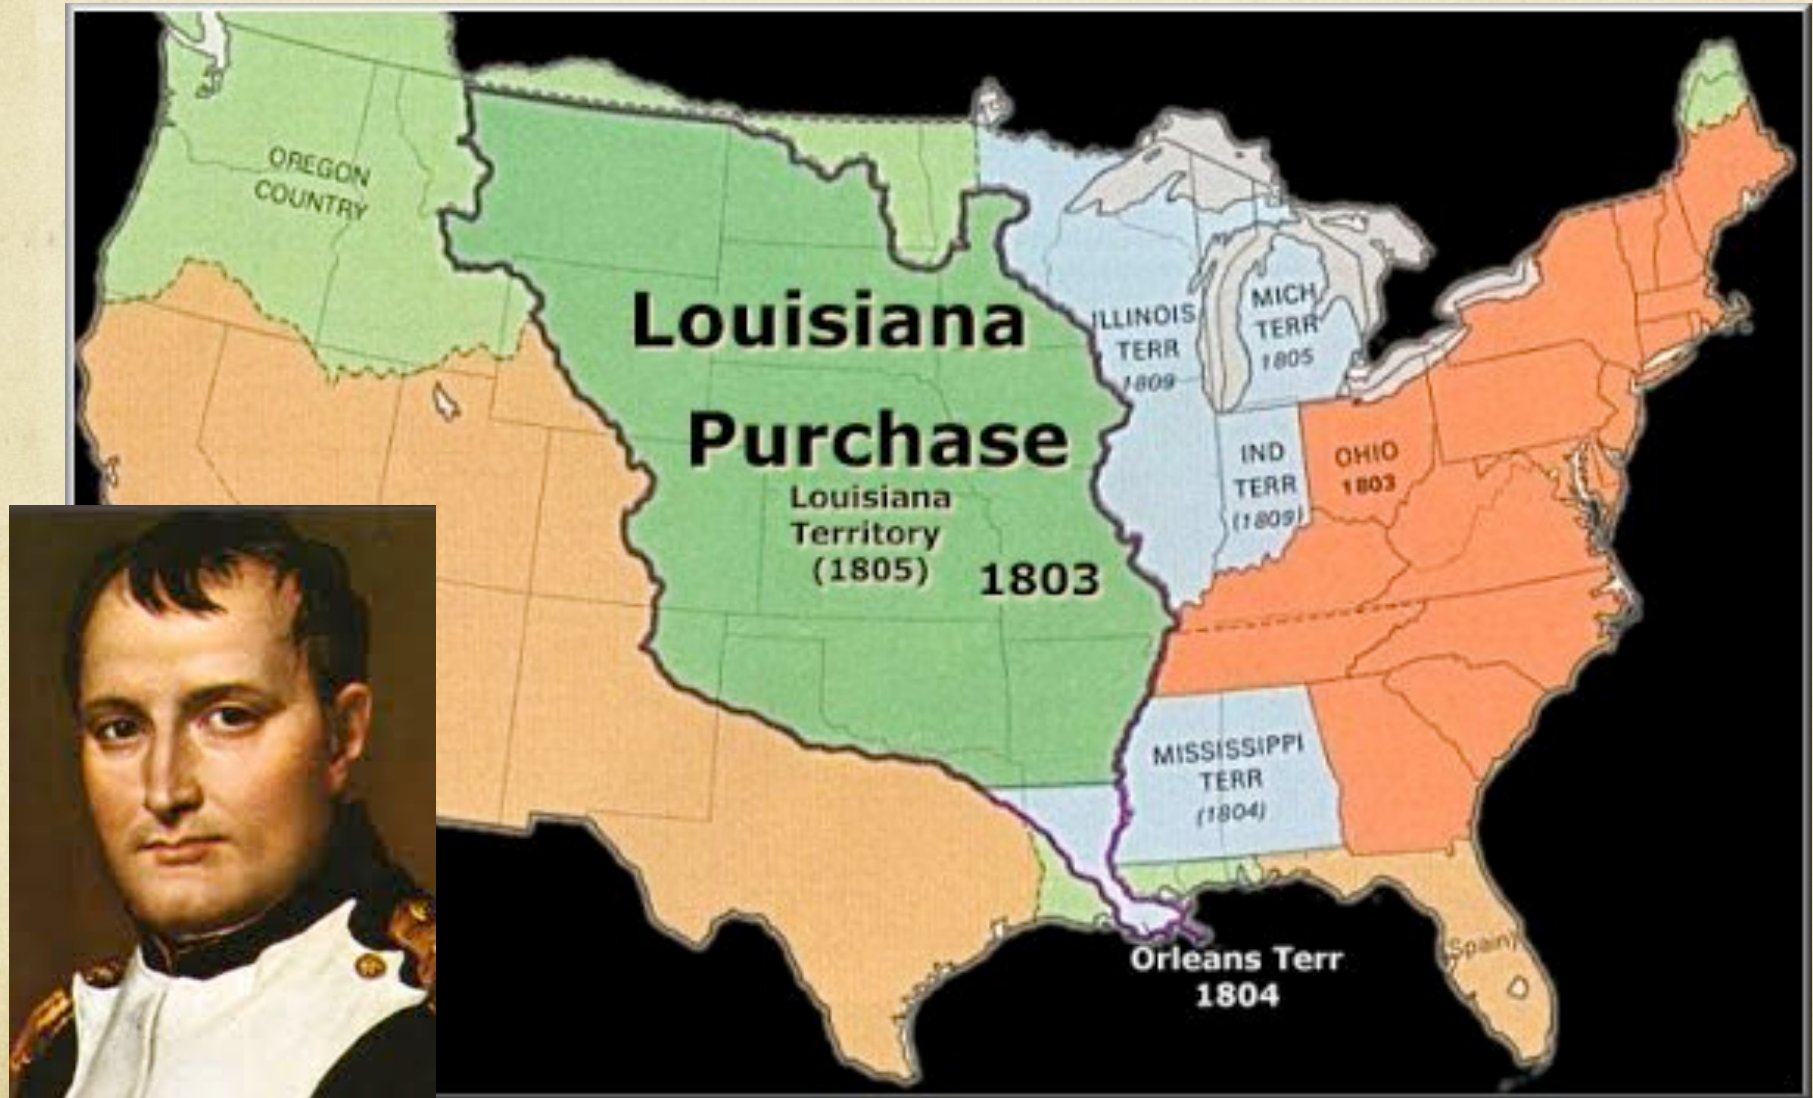 OREGON
COUNTRY
Louisiana
Purchase
Louisiana
Territory
(1805)
1803
ILLINOIS
TERR
1809
MICH
TERR
1805
IND
TERR
(1809)
OHIO
1803
MISSISSIPPI
TERR
(1804)
Orleans Terr
1804
(Spain)